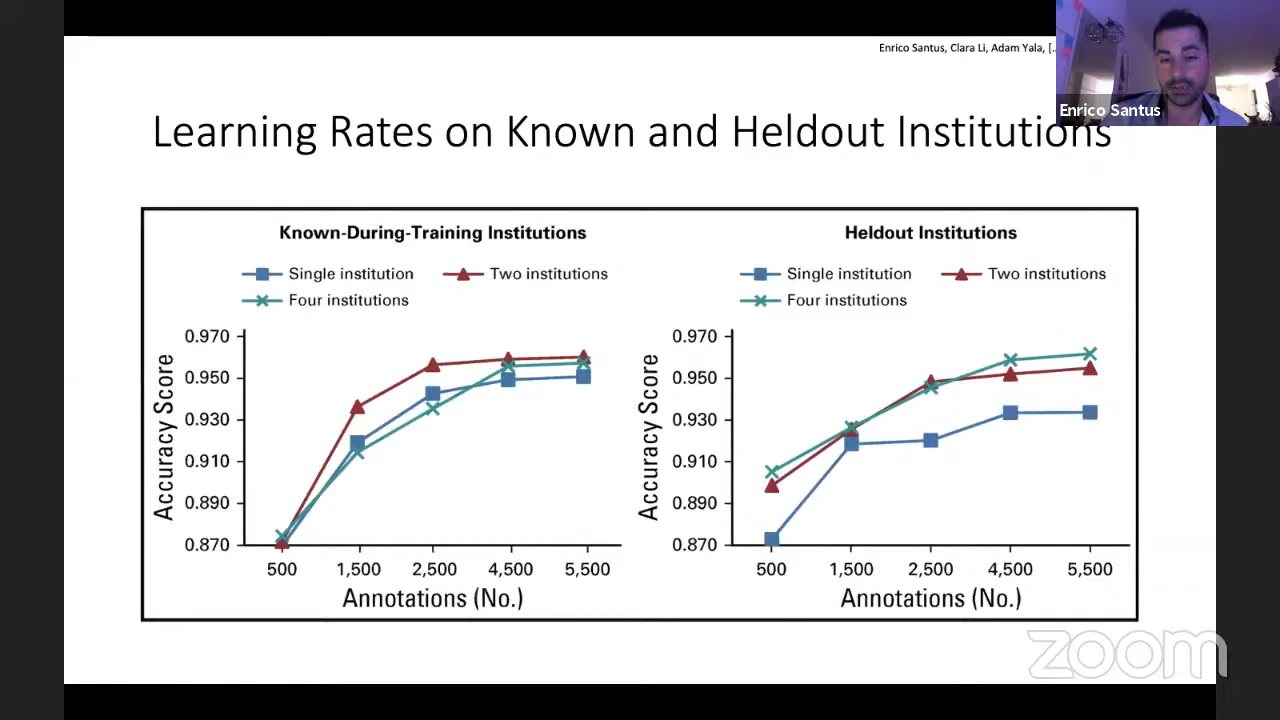 Enrico Santus, Clara Li, Adam Yala, [..
Enrico Santus
Learning Rates on Known and Heldout Institutions
Known-During-Training Institutions
Single institution
Two institutions
Four institutions
Accuracy Score
0.970
0.950
0.930
0.910
0.890
0.870
500
1,500
2,500
4,500
5,500
Annotations (No.)
Heldout Institutions
Single institution
Two institutions
Four institutions
Accuracy Score
0.970
0.950
0.930
0.910
0.890
0.870
500
1,500
2,500
4,500
5,500
Annotations (No.)
zoom